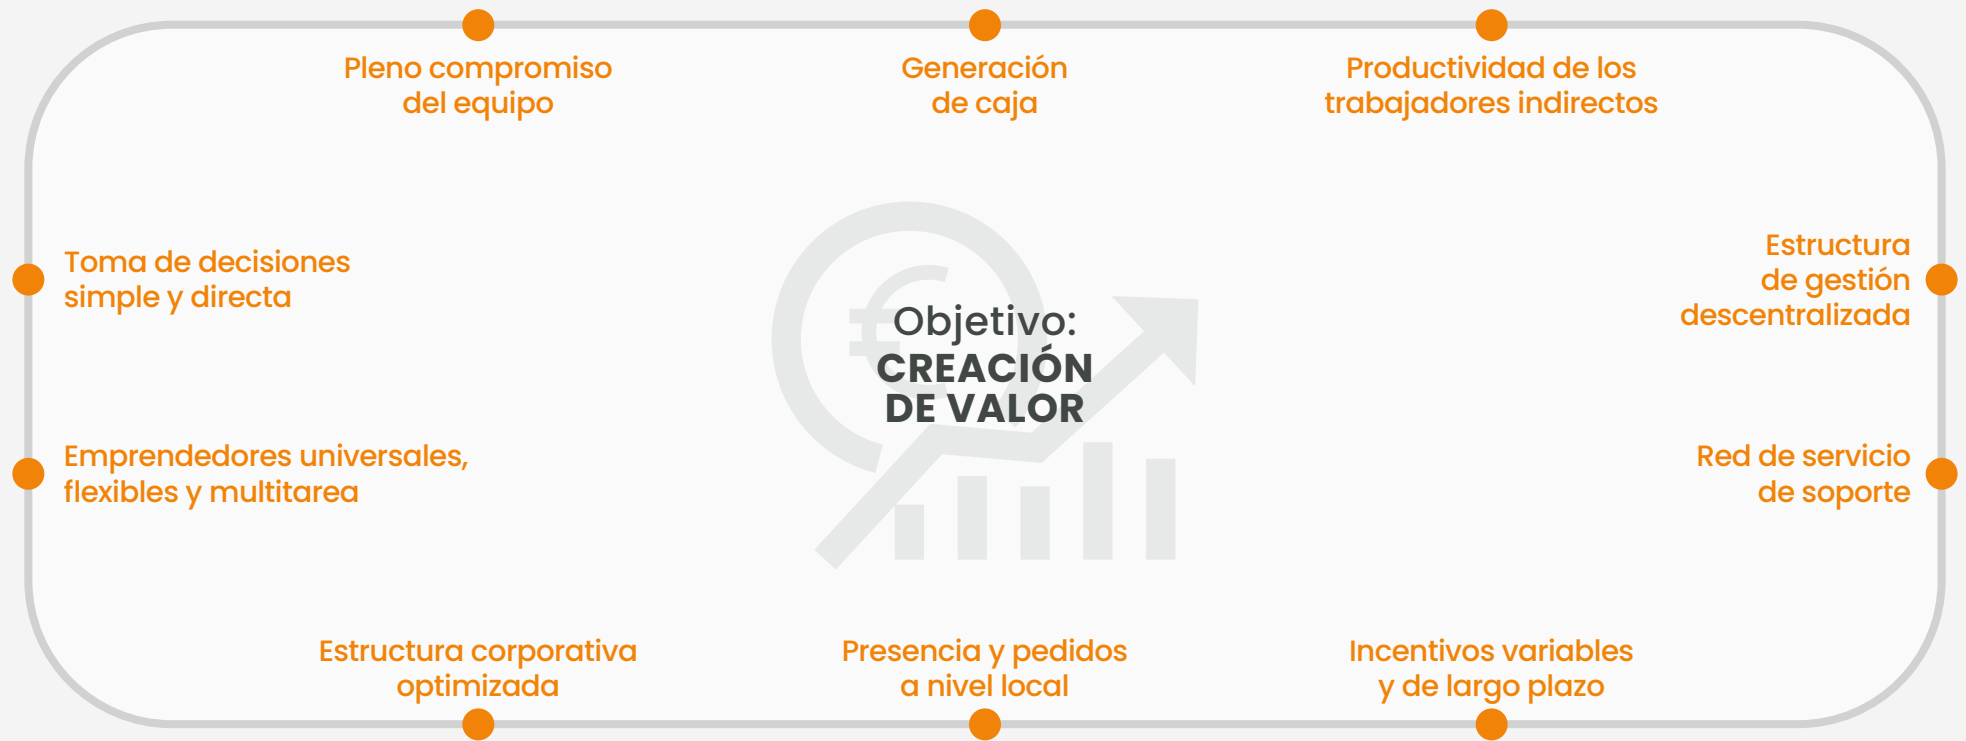 Pleno compromiso
del equipo
Generación
de caja
Productividad de los
trabajadores indirectos
Toma de decisiones
simple y directa
Estructura
de gestión
descentralizada
Objetivo:
CREACIÓN
DE VALOR
Emprendedores universales,
flexibles y multitarea
Red de servicio
de soporte
Estructura corporativa
optimizada
Presencia y pedidos
a nivel local
Incentivos variables
y de largo plazo